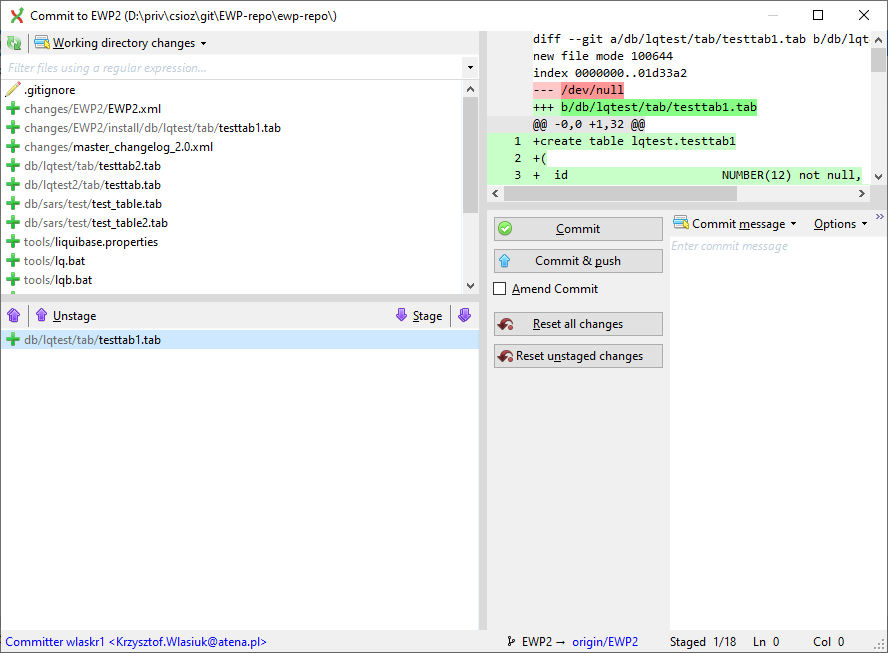 Commit to EWP2 (D:\priv\csioz\git\EWP-repo\ewp-repo\)
Working directory changes
Filter files using a regular expression...
.gitignore
changes/EWP2/EWP2.xml
changes/EWP2/install/db/lqtest/tab/testtab1.tab
changes/master_changelog_2.0.xml
db/lqtest/tab/testtab2.tab
db/lqtest2/tab/testtab.tab
db/sars/test/test_table.tab
db/sars/test/test_table2.tab
tools/liquibase.properties
tools/lq.bat
tools/lqb.bat
Unstage
Stage
db/lqtest/tab/testtab1.tab
diff --git a/db/lqtest/tab/testtab1.tab b/db/lqt
new file mode 100644
index 0000000..01d33a2
--- /dev/null
+++ b/db/lqtest/tab/testtab1.tab
@@ -0,0 +1,32 @@
1 +create table lqtest.testtab1
2 +(
3 +  id                      NUMBER(12) not null,
Commit
Commit & push
Amend Commit
Reset all changes
Reset unstaged changes
Commit message
Options
»
Enter commit message
Committer wlaskr1 <Krzysztof.Wlasiuk@atena.pl>
EWP2 → origin/EWP2
Staged 1/18
Ln 0
Col 0